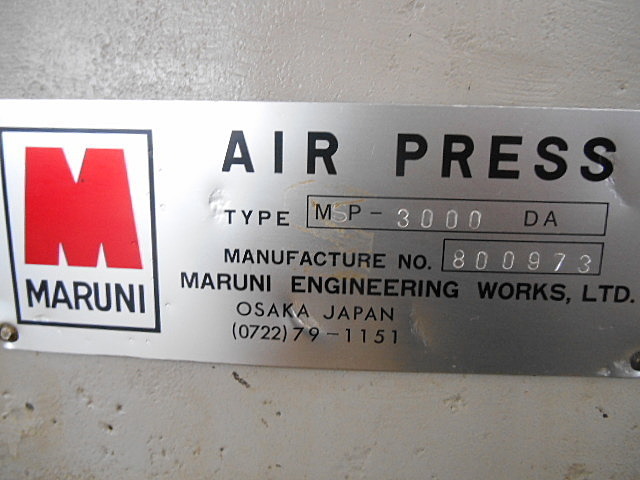 M
MARUNI
AIR PRESS
TYPE MSP-3000 DA
MANUFACTURE NO. 800973
MARUNI ENGINEERING WORKS, LTD.
OSAKA JAPAN
(0722)79-1151